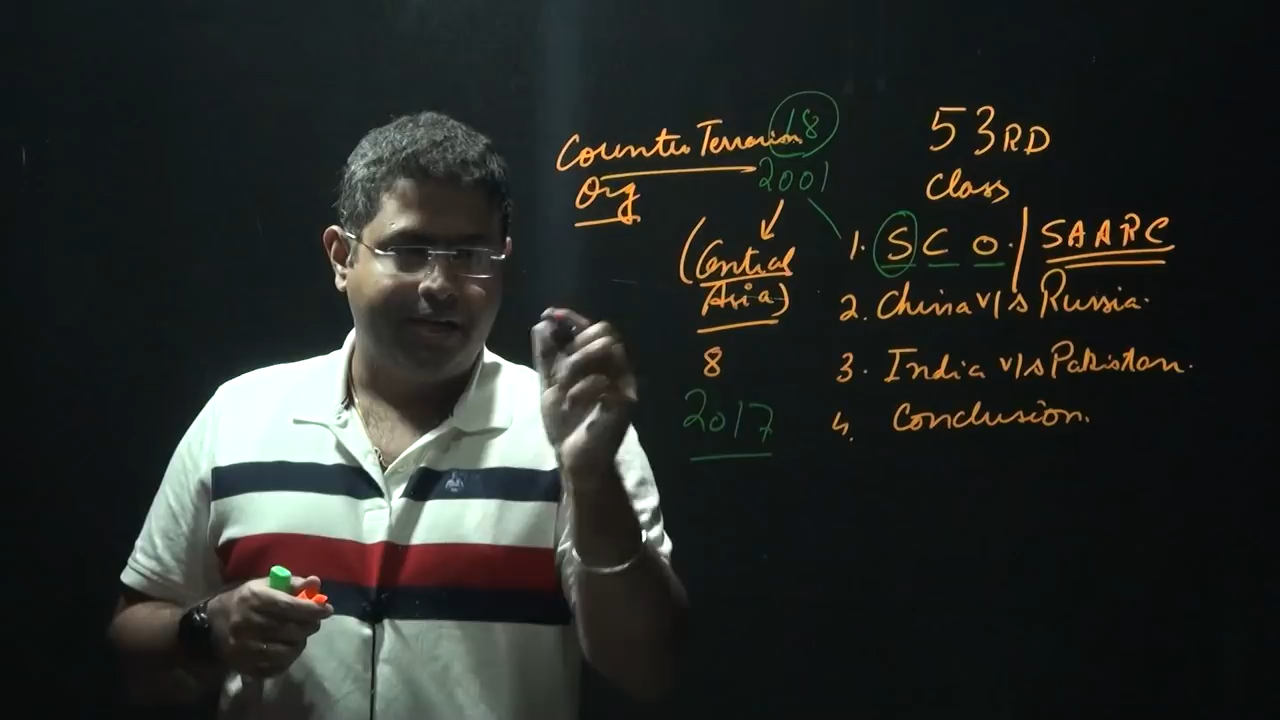 18
Counter Terrorism
Org
2001
(Central
Asia)
8
2017
53RD
Class
1. SCO. / SAARC
2. China v/s Russia.
3. India v/s Pakistan.
4. Conclusion.